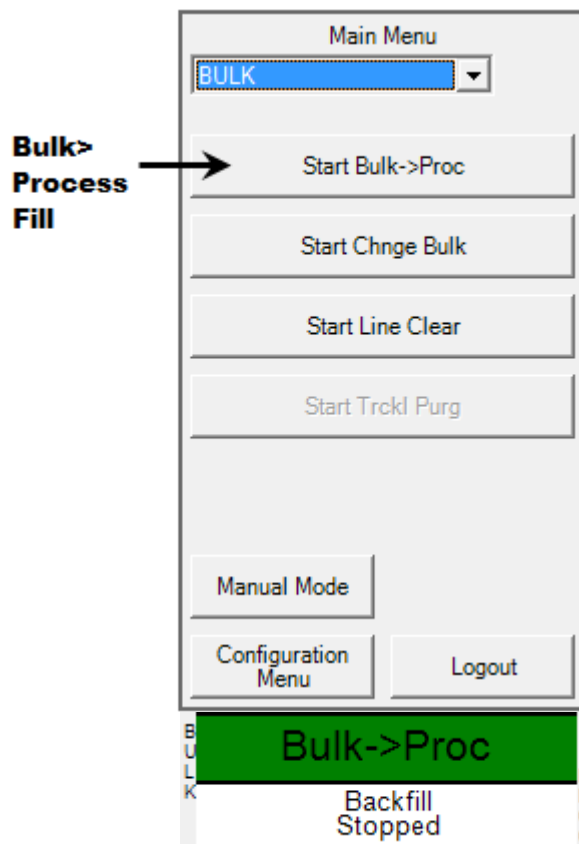 Main Menu
BULK
Bulk>
Process
Fill
Start Bulk->Proc
Start Chnge Bulk
Start Line Clear
Start Trckl Purg
Manual Mode
Configuration
Menu
Logout
BULK
Bulk->Proc
Backfill
Stopped